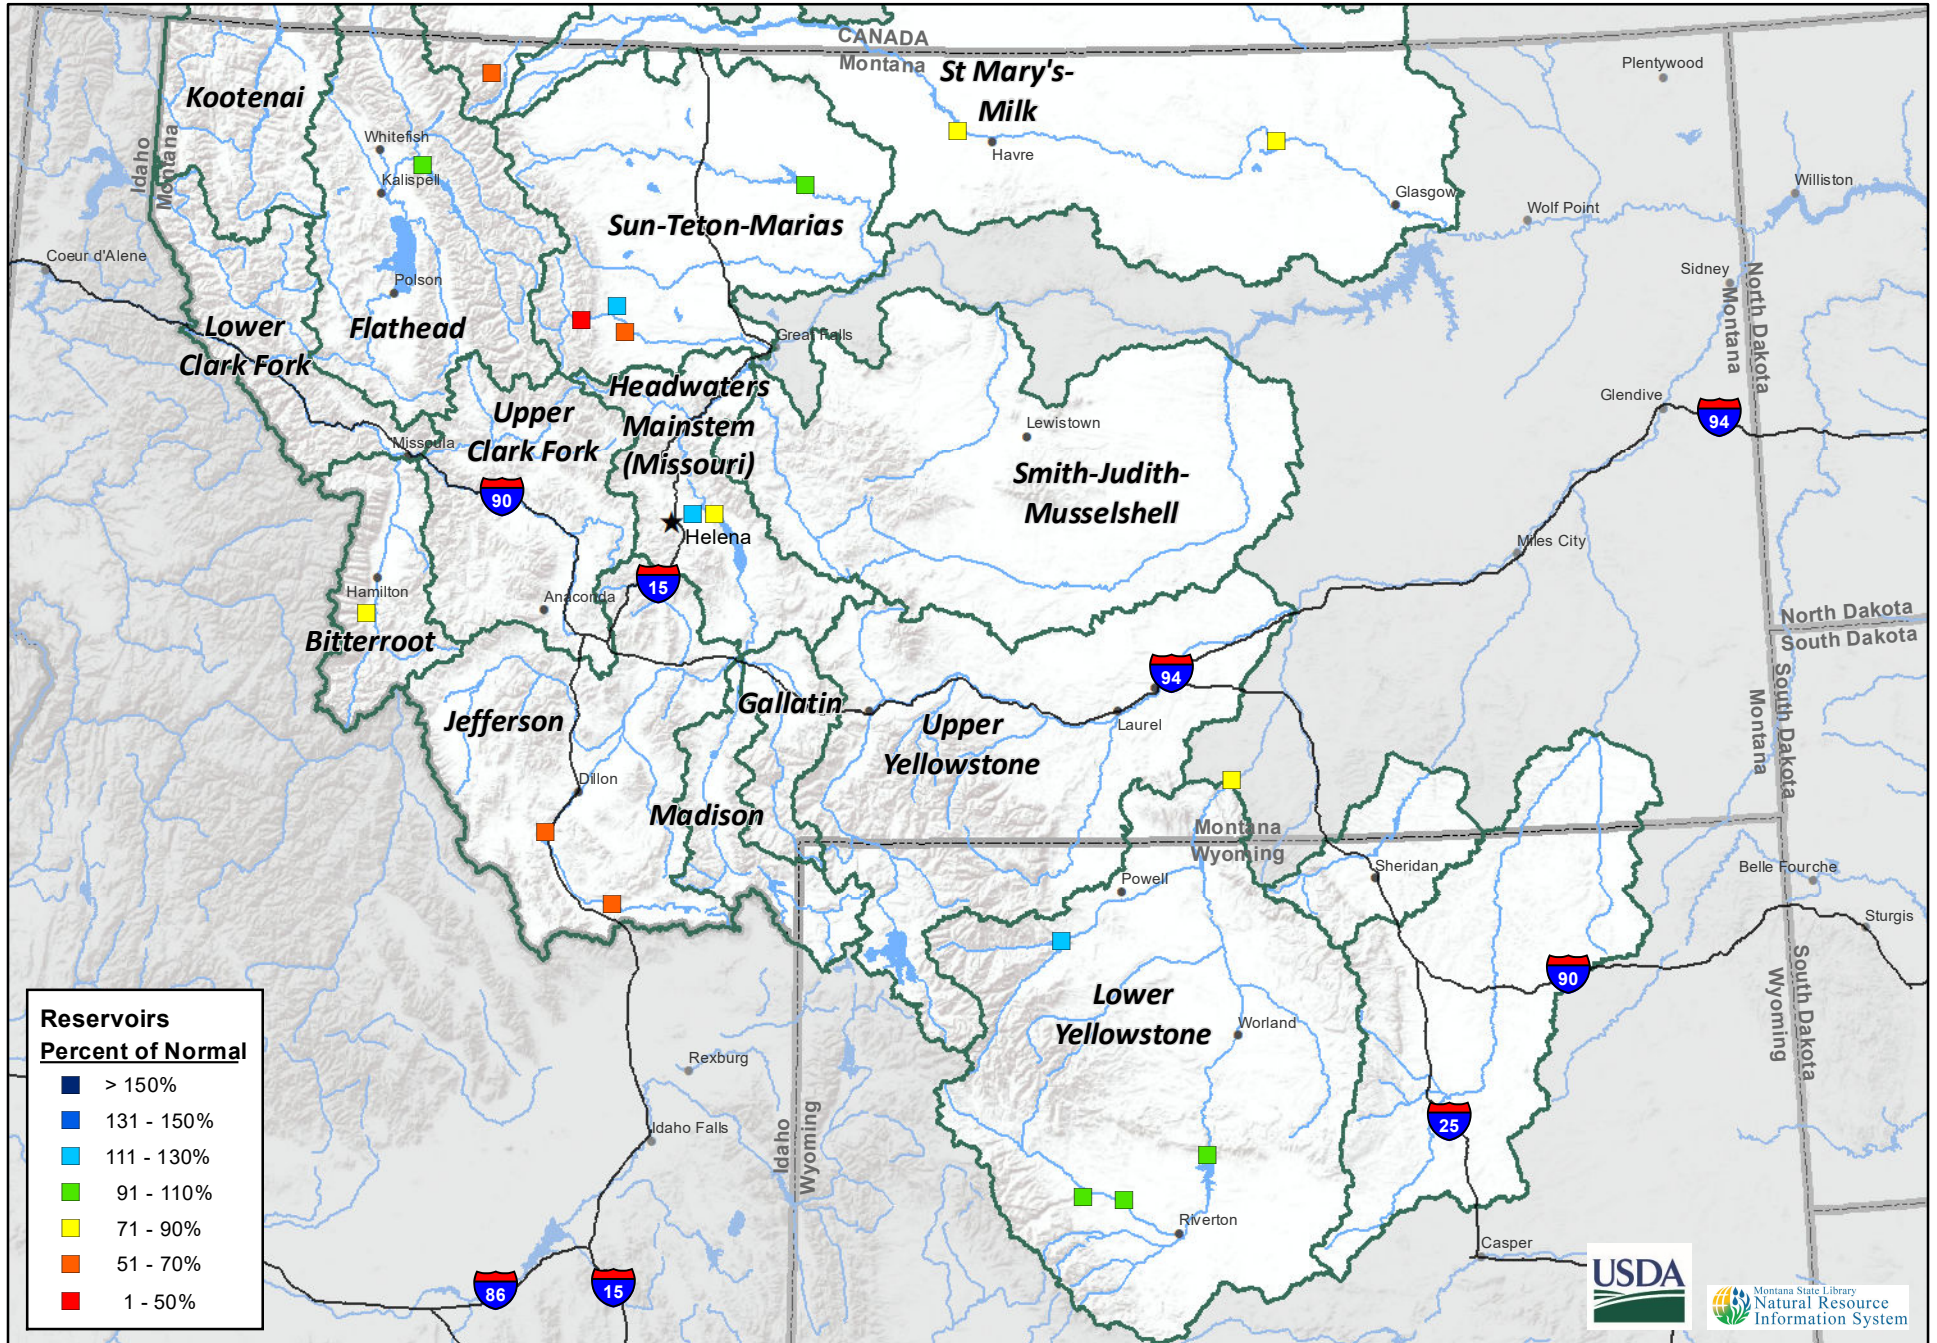 CANADA
Montana
St Mary's-
Milk
Plentywood
Kootenai
Idaho
Montana
Whitefish
Kalispell
Havre
Glasgow
Williston
Wolf Point
Sun-Teton-Marias
Coeur d'Alene
Polson
Sidney
North Dakota
Montana
Lower
Clark Fork
Flathead
Great Falls
Headwaters
Mainstem
(Missouri)
Upper
Clark Fork
Missoula
Lewistown
Glendive
94
Smith-Judith-
Musselshell
90
Helena
Miles City
15
Hamilton
Anaconda
Bitterroot
North Dakota
South Dakota
94
Gallatin
Jefferson
Laurel
Upper
Yellowstone
South Dakota
Montana
Dillon
Madison
Montana
Wyoming
Powell
Sheridan
Belle Fourche
Sturgis
Lower
Yellowstone
Worland
90
South Dakota
Wyoming
Rexburg
Idaho Falls
Idaho
Wyoming
25
Riverton
Casper
86
15
Reservoirs
Percent of Normal
> 150%
131 - 150%
111 - 130%
91 - 110%
71 - 90%
51 - 70%
1 - 50%
USDA
Montana State Library
Natural Resource
Information System